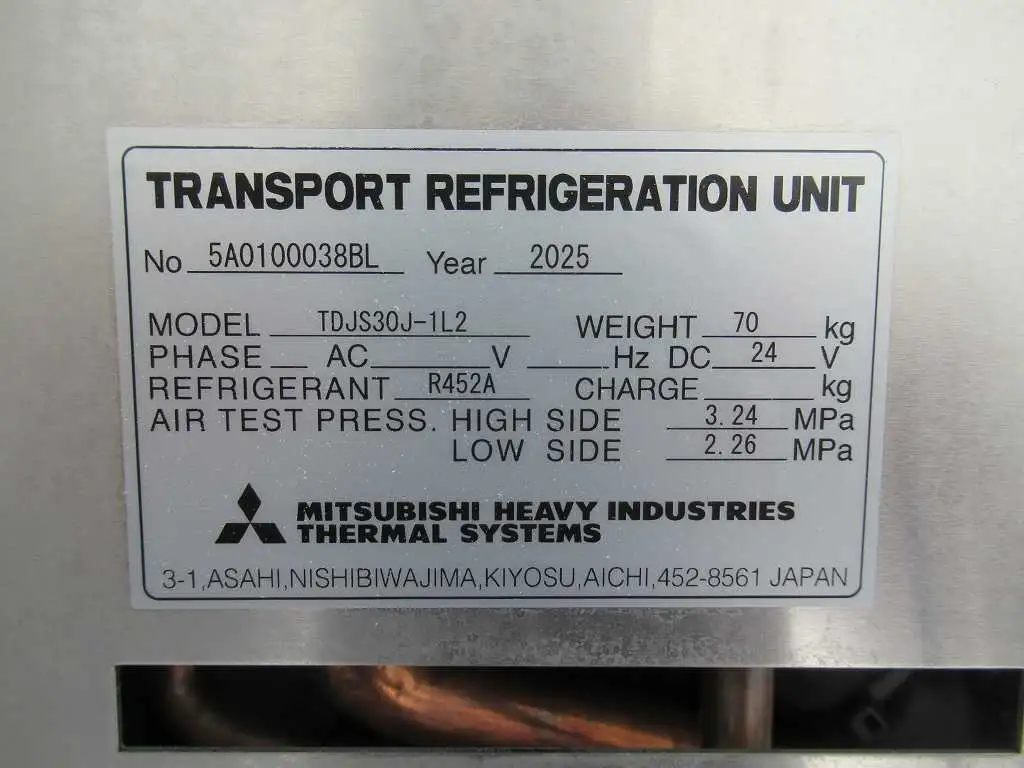 TRANSPORT REFRIGERATION UNIT
No 5A0100038BL Year 2025
MODEL TDJS30J-1L2 WEIGHT 70 kg
PHASE AC V Hz DC 24 V
REFRIGERANT R452A CHARGE kg
AIR TEST PRESS. HIGH SIDE 3.24 MPa
LOW SIDE 2.26 MPa
MITSUBISHI HEAVY INDUSTRIES
THERMAL SYSTEMS
3-1,ASAHI,NISHIBIWAJIMA,KIYOSU,AICHI,452-8561 JAPAN